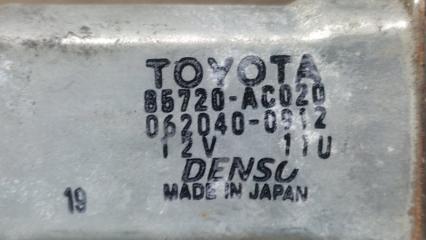 TOYOTA
85720-AC020
062040-0912
12V 11U
DENSO
MADE IN JAPAN
19